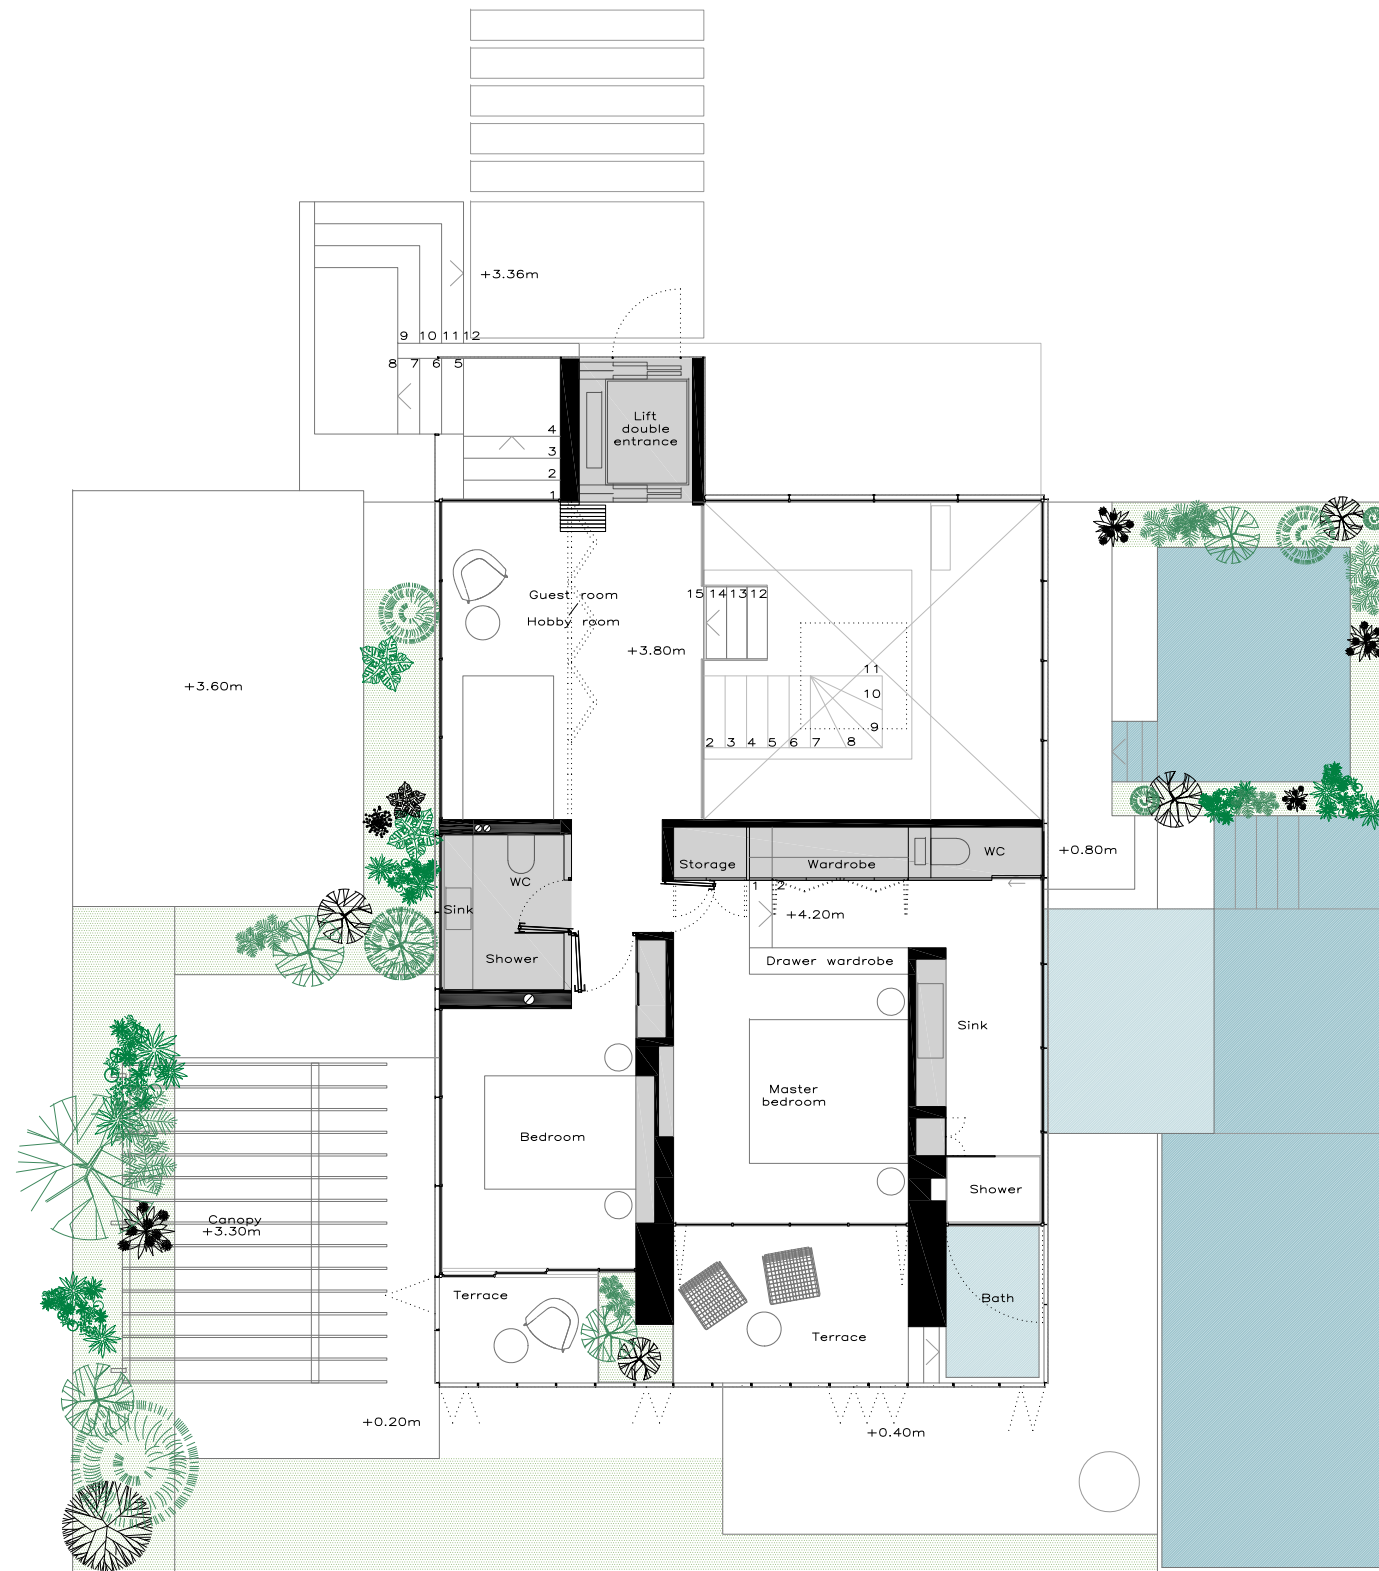 +3.36m
9 10 11 12
8 7 6 5
4
3
2
1
Lift
double
entrance
Guest room
/
Hobby room
15 14 13 12
+3.80m
11
10
9
2 3 4 5 6 7 8
+3.60m
WC
Sink
Shower
Storage
Wardrobe
WC
+0.80m
1 2
+4.20m
Drawer wardrobe
Sink
Master
bedroom
Bedroom
Shower
Canopy
+3.30m
Terrace
Bath
Terrace
+0.20m
+0.40m